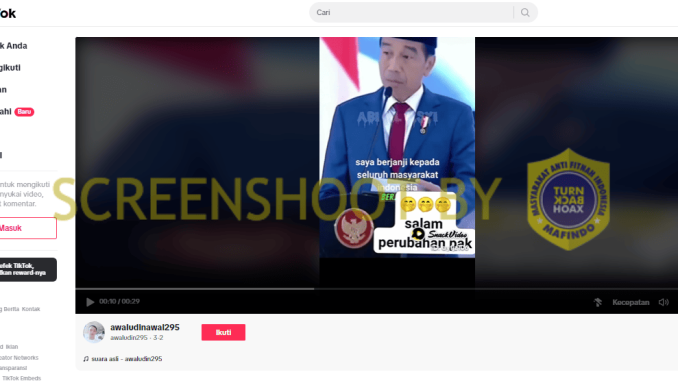 ok
Cari
k Anda
gikuti
an
ahi Baru
ntuk mengikuti
nyukai video,
t komentar.
Masuk
efek TikTok,
lkan reward-nya
g Berita Kontak
d Iklan
eator Networks
ansparansi
TikTok Embeds
saya berjanji kepada
seluruh masyarakat
indonesia
salam
SnackVideo
perubahan pak
SCREENSHOOT BY
MASYARAKAT ANTI FITNAH INDONESIA
TURN
BACK
HOAX
MAFINDO
00:10 / 00:29
Kecepatan
awaludinawal295
awaludin295 · 3-2
Ikuti
suara asli - awaludin295